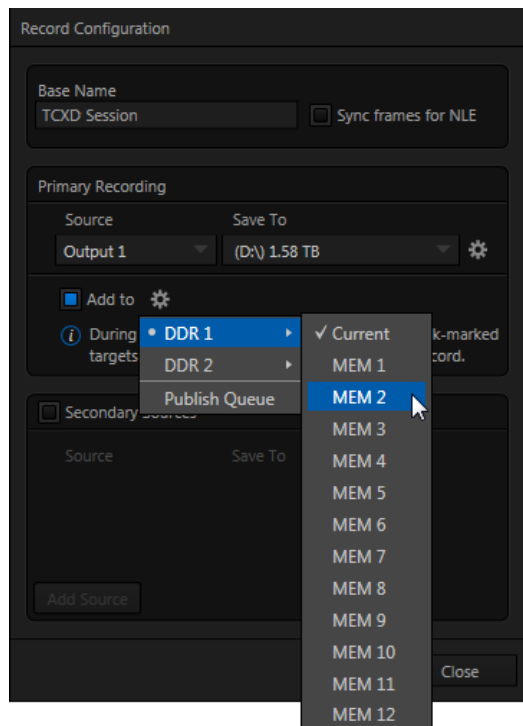 Record Configuration
Base Name
TCXD Session
Sync frames for NLE
Primary Recording
Source Save To
Output 1 (D:\) 1.58 TB
Add to
During k-marked
targets cord.
DDR 1
DDR 2
Publish Queue
✓ Current
MEM 1
MEM 2
MEM 3
MEM 4
MEM 5
MEM 6
MEM 7
MEM 8
MEM 9
MEM 10
MEM 11
MEM 12
Secondary Sources
Source Save To
Add Source
Close